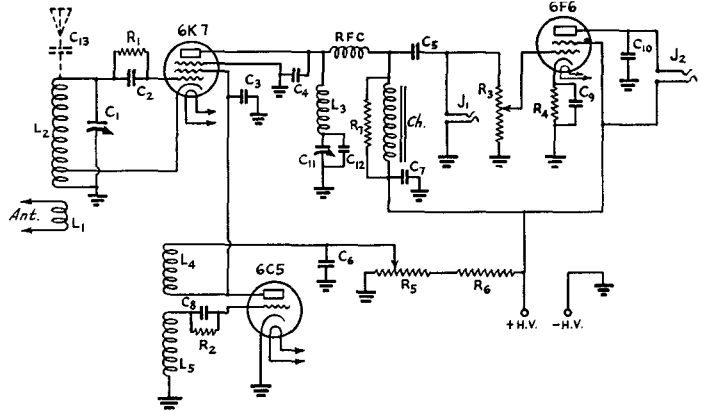 6K7
6F6
C13
R1
RFC
C5
C10
J2
C2
C3
C4
L3
J1
R3
R4
C9
L2
C1
R7
Ch.
C11
C12
C7
Ant.
L1
L4
6C5
C6
R5
R6
C8
R2
L5
+H.V.
-H.V.